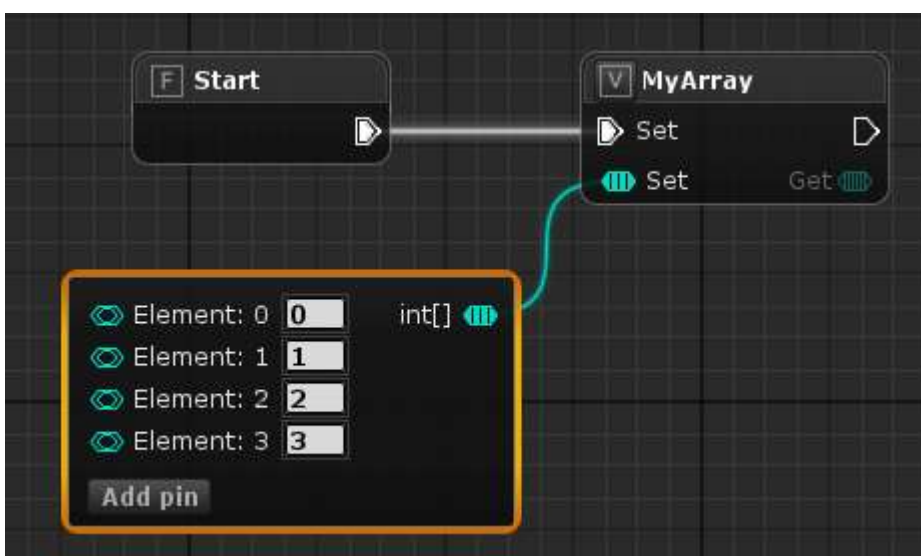 F Start
V MyArray
Set
Set Get
Element: 0 0 int[]
Element: 1 1
Element: 2 2
Element: 3 3
Add pin